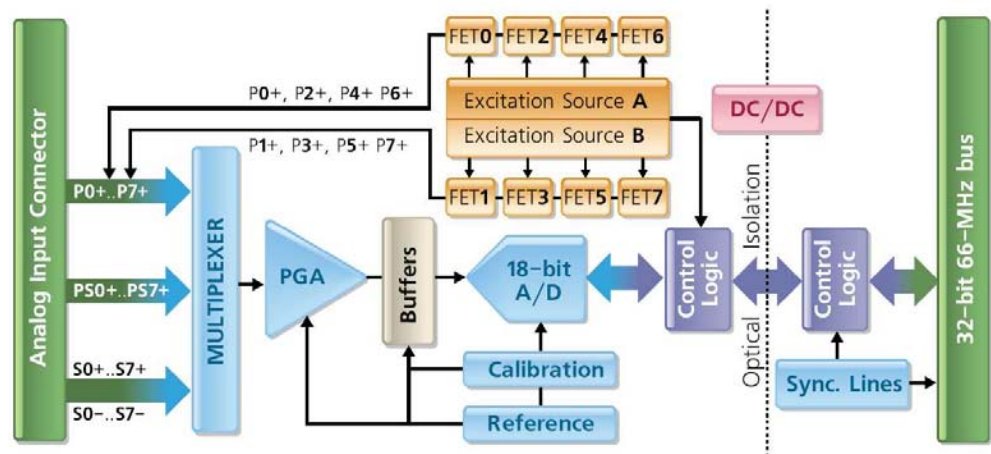 FET0 FET2 FET4 FET6
P0+, P2+, P4+ P6+
Excitation Source A
Excitation Source B
DC/DC
P1+, P3+, P5+ P7+
FET1 FET3 FET5 FET7
Analog Input Connector
P0+..P7+
PS0+..PS7+
S0+..S7+
S0-..S7-
MULTIPLEXER
PGA
Buffers
18-bit
A/D
Calibration
Reference
Control
Logic
Optical Isolation
Control
Logic
Sync. Lines
32-bit 66-MHz bus